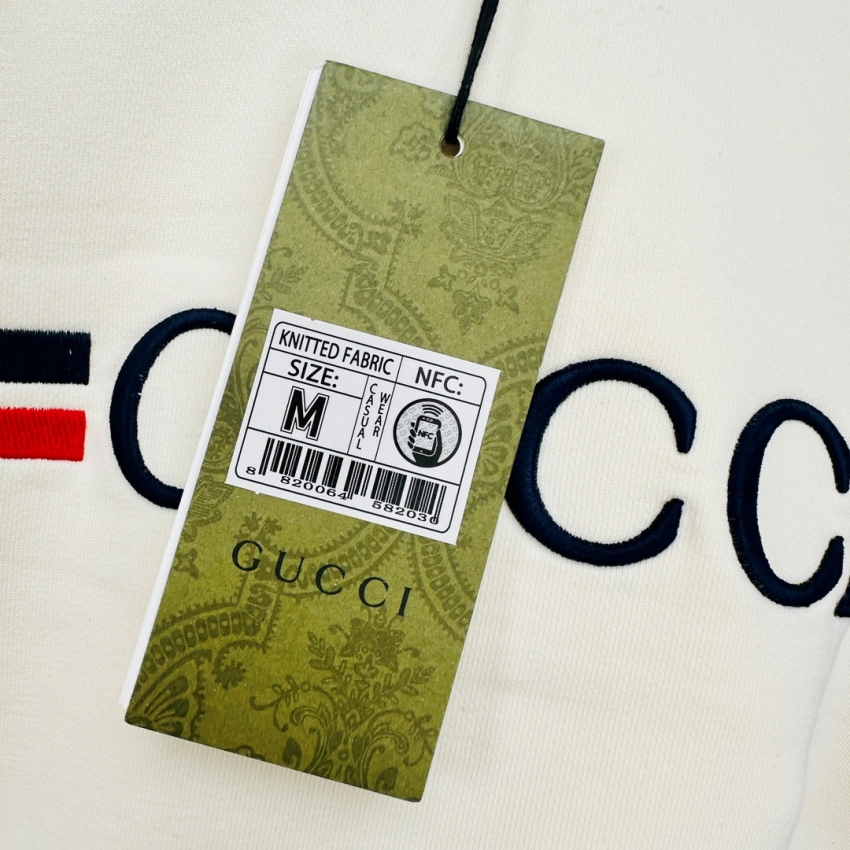 KNITTED FABRIC
SIZE:
M
CASUAL
WEAR
NFC:
NFC
8 820064 582030
GUCCI